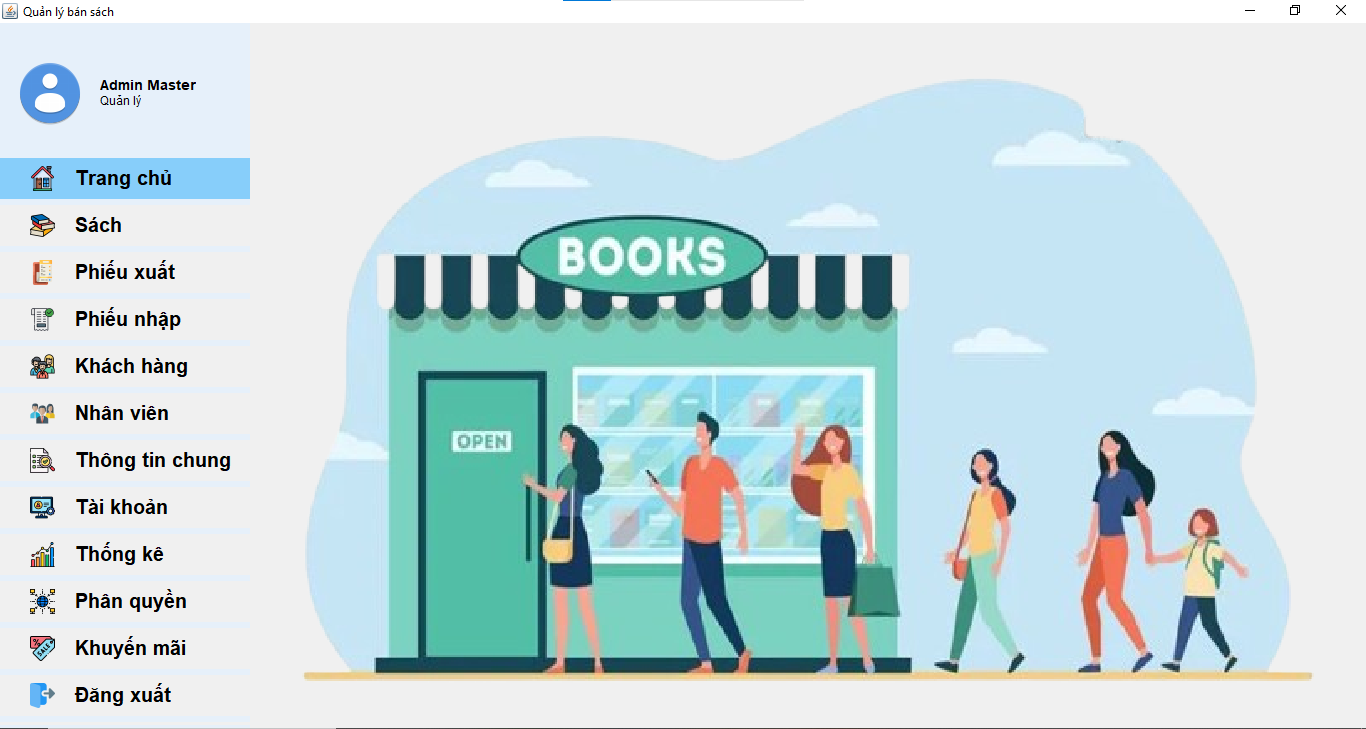 Quản lý bán sách
Admin Master
Quản lý
Trang chủ
Sách
Phiếu xuất
Phiếu nhập
Khách hàng
Nhân viên
Thông tin chung
Tài khoản
Thống kê
Phân quyền
Khuyến mãi
Đăng xuất
BOOKS
OPEN
SALE